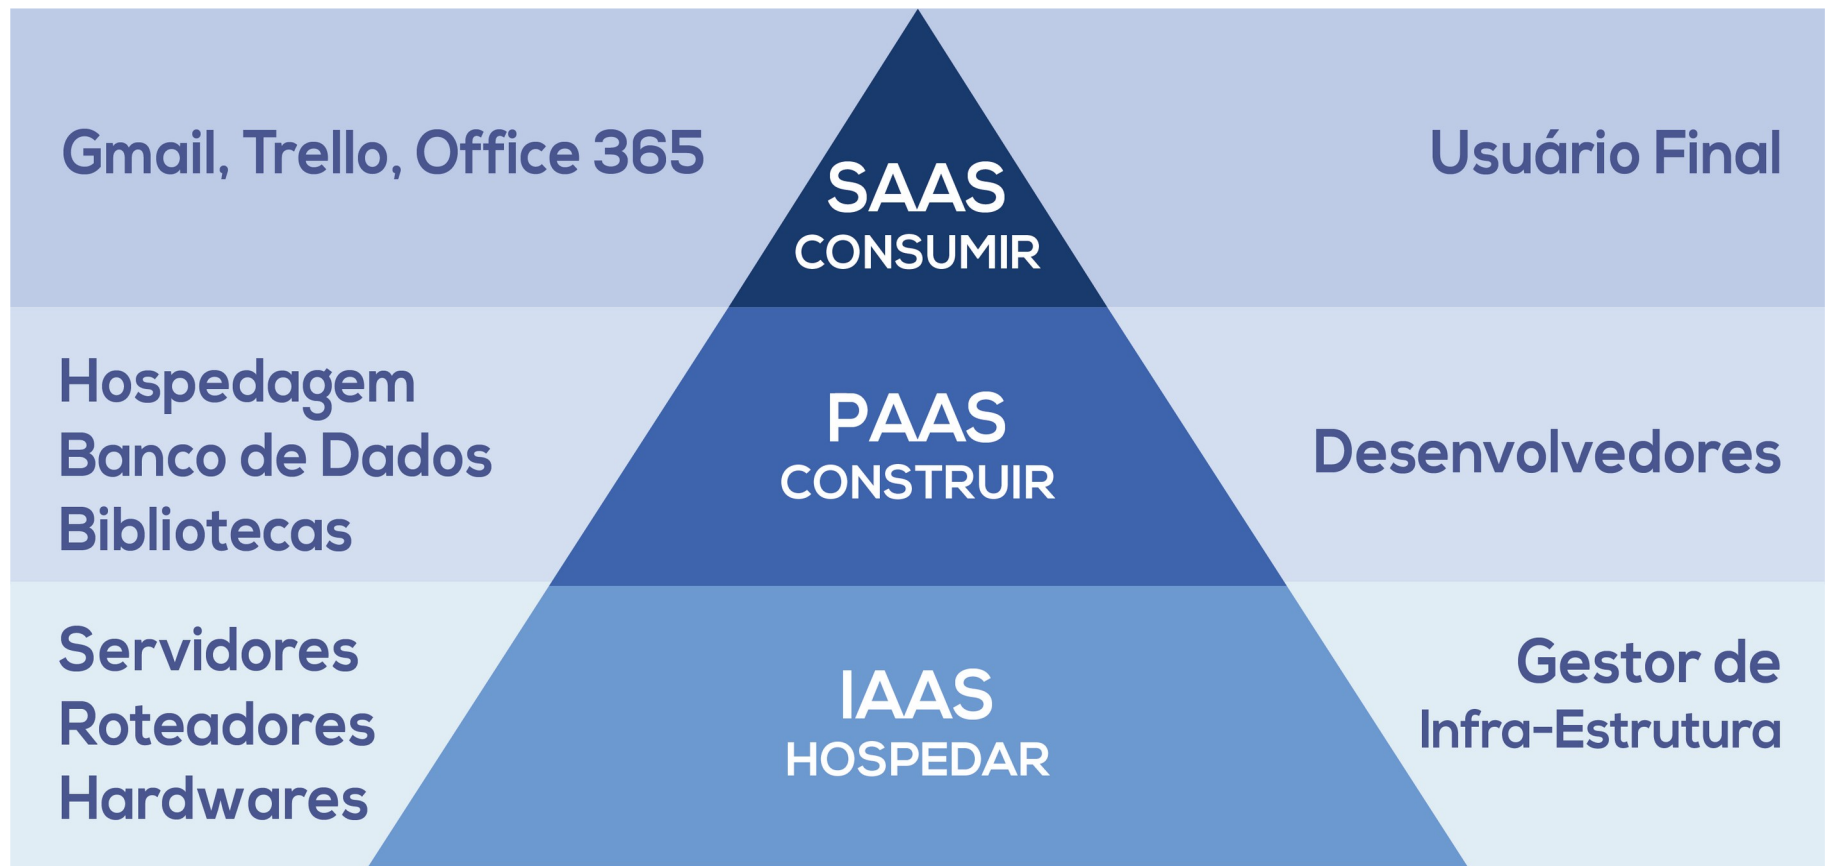 Gmail, Trello, Office 365
SAAS
CONSUMIR
Usuário Final
Hospedagem
Banco de Dados
Bibliotecas
PAAS
CONSTRUIR
Desenvolvedores
Servidores
Roteadores
Hardwares
IAAS
HOSPEDAR
Gestor de
Infra-Estrutura